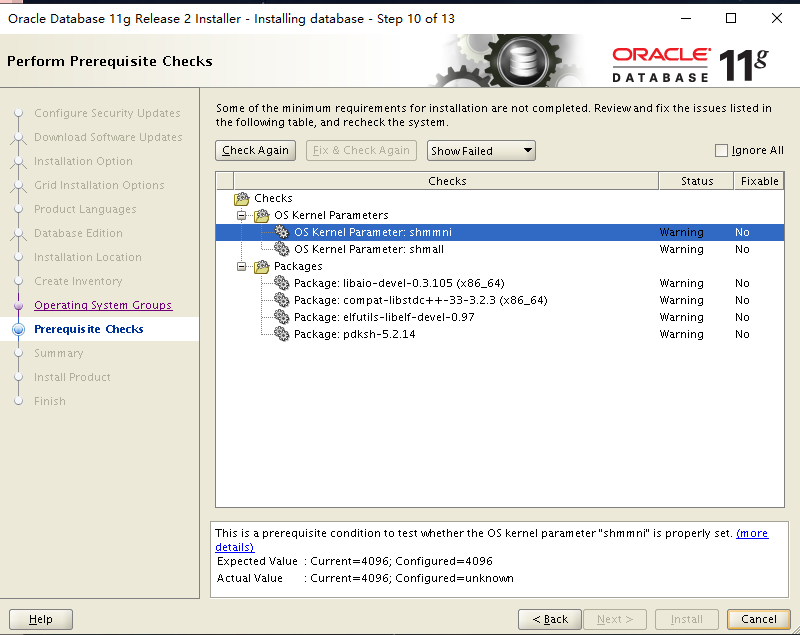 Oracle Database 11g Release 2 Installer - Installing database - Step 10 of 13
Perform Prerequisite Checks
ORACLE
DATABASE 11g
Configure Security Updates
Download Software Updates
Installation Option
Grid Installation Options
Product Languages
Database Edition
Installation Location
Create Inventory
Operating System Groups
Prerequisite Checks
Summary
Install Product
Finish
Some of the minimum requirements for installation are not completed. Review and fix the issues listed in
the following table, and recheck the system.
Check Again Fix & Check Again Show Failed Ignore All
Checks Status Fixable
Checks
OS Kernel Parameters
OS Kernel Parameter: shmmni Warning No
OS Kernel Parameter: shmall Warning No
Packages
Package: libaio-devel-0.3.105 (x86_64) Warning No
Package: compat-libstdc++-33-3.2.3 (x86_64) Warning No
Package: elfutils-libelf-devel-0.97 Warning No
Package: pdksh-5.2.14 Warning No
This is a prerequisite condition to test whether the OS kernel parameter "shmmni" is properly set. (more
details)
Expected Value : Current=4096; Configured=4096
Actual Value : Current=4096; Configured=unknown
Help < Back Next > Install Cancel